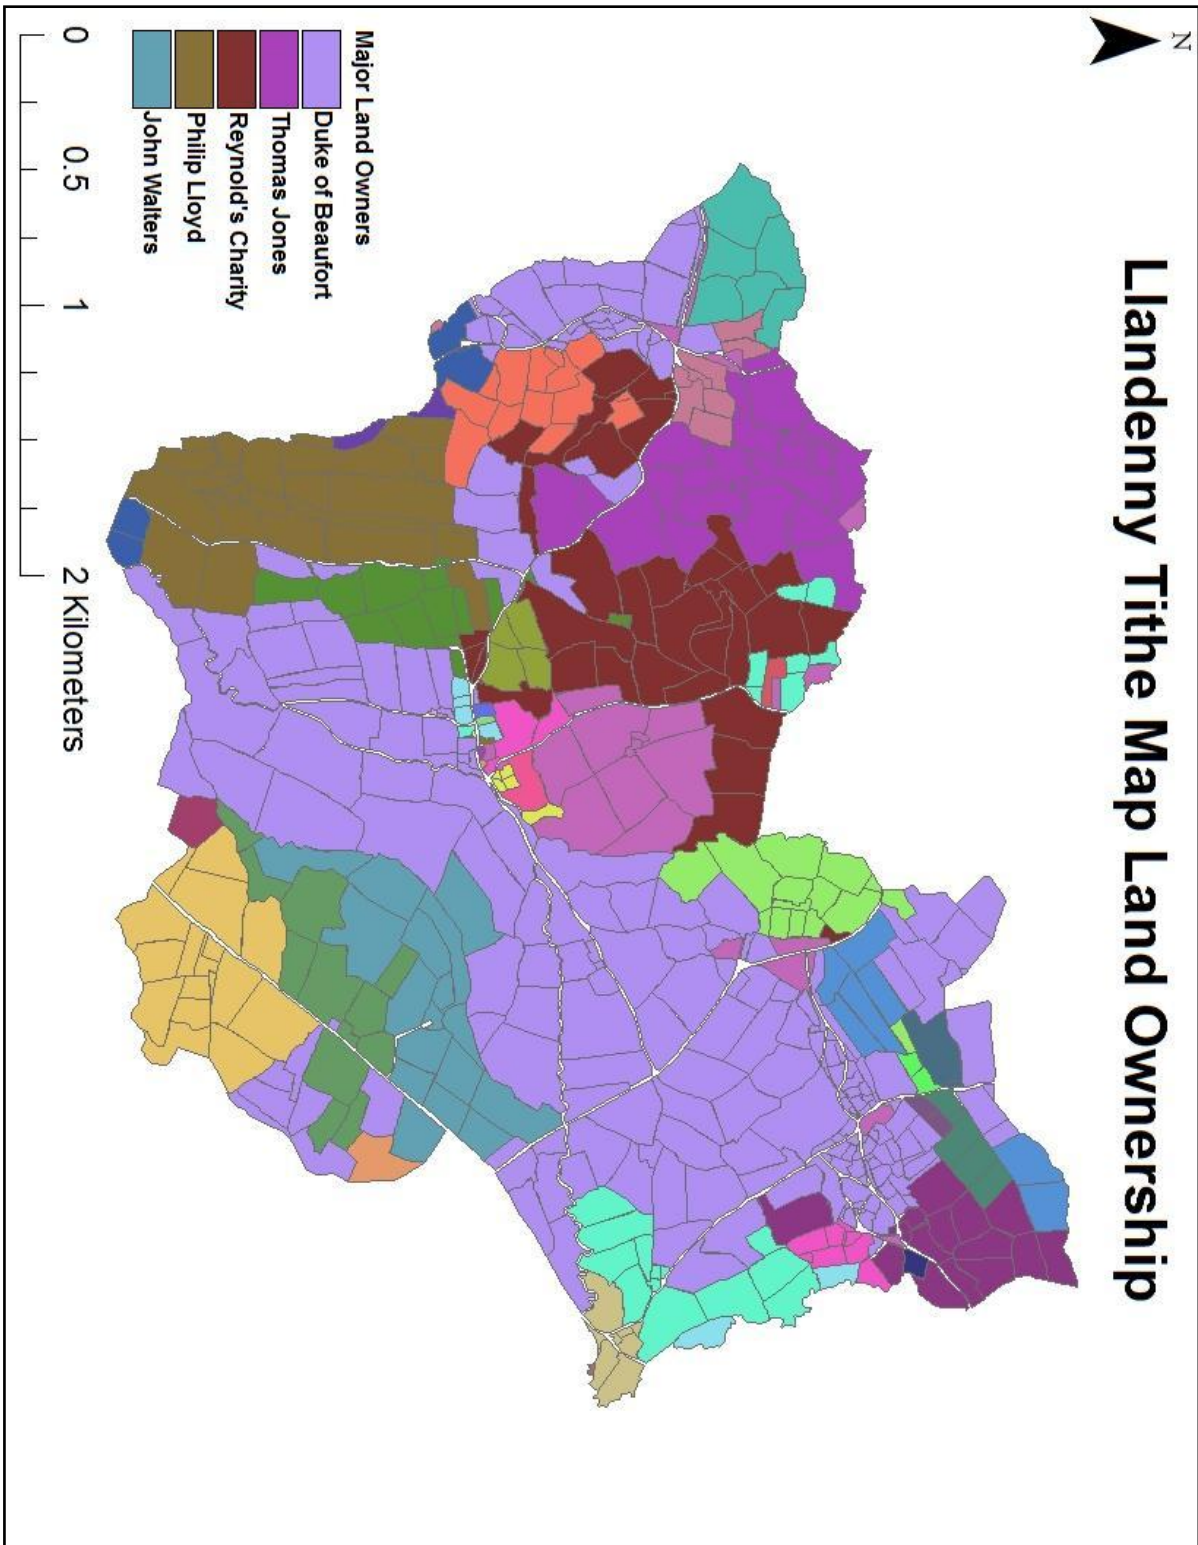 N
Llandenny Tithe Map Land Ownership
Major Land Owners
Duke of Beaufort
Thomas Jones
Reynold's Charity
Philip Lloyd
John Walters
0 0.5 1 2 Kilometers